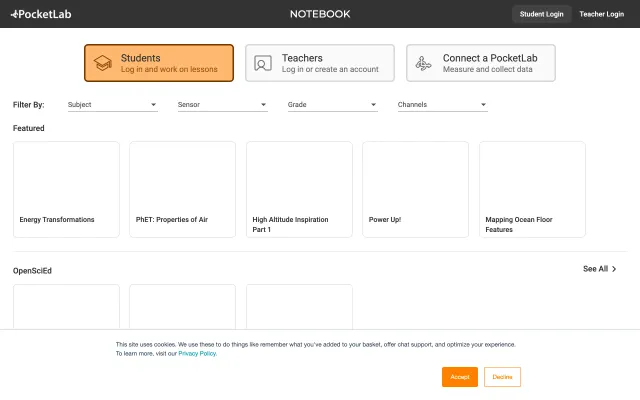 PocketLab
NOTEBOOK
Student Login
Teacher Login
Students
Log in and work on lessons
Teachers
Log in or create an account
Connect a PocketLab
Measure and collect data
Filter By:
Subject
Sensor
Grade
Channels
Featured
Energy Transformations
PhET: Properties of Air
High Altitude Inspiration
Part 1
Power Up!
Mapping Ocean Floor
Features
OpenSciEd
See All
This site uses cookies. We use these to do things like remember what you've added to your basket, offer chat support, and optimize your experience.
To learn more, visit our Privacy Policy.
Accept
Decline